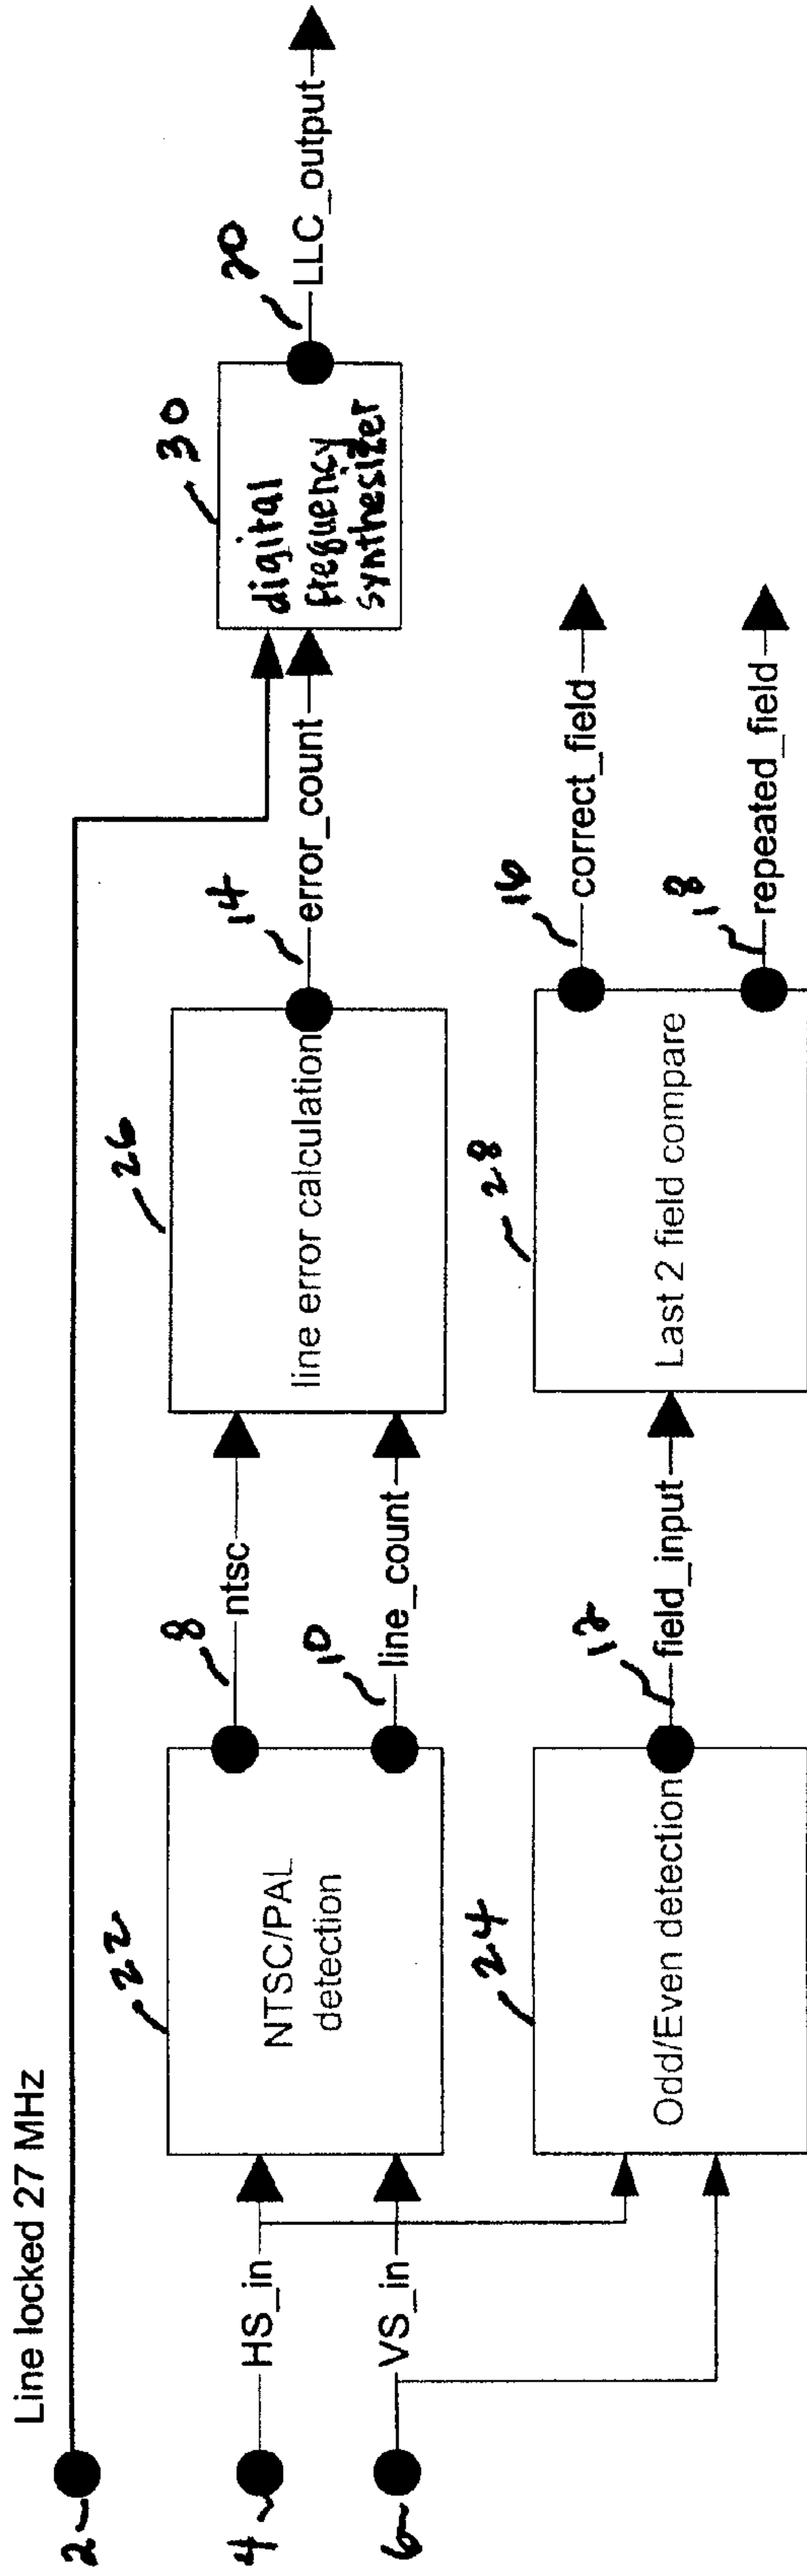 Line locked 27 MHz
2
4
HS_in
6
VS_in
22
NTSC/PAL
detection
8
ntsc
10
line_count
26
line error calculation
14
error_count
30
digital
frequency
synthesizer
20
LLC_output
24
Odd/Even detection
12
field_input
28
Last 2 field compare
16
correct_field
18
repeated_field